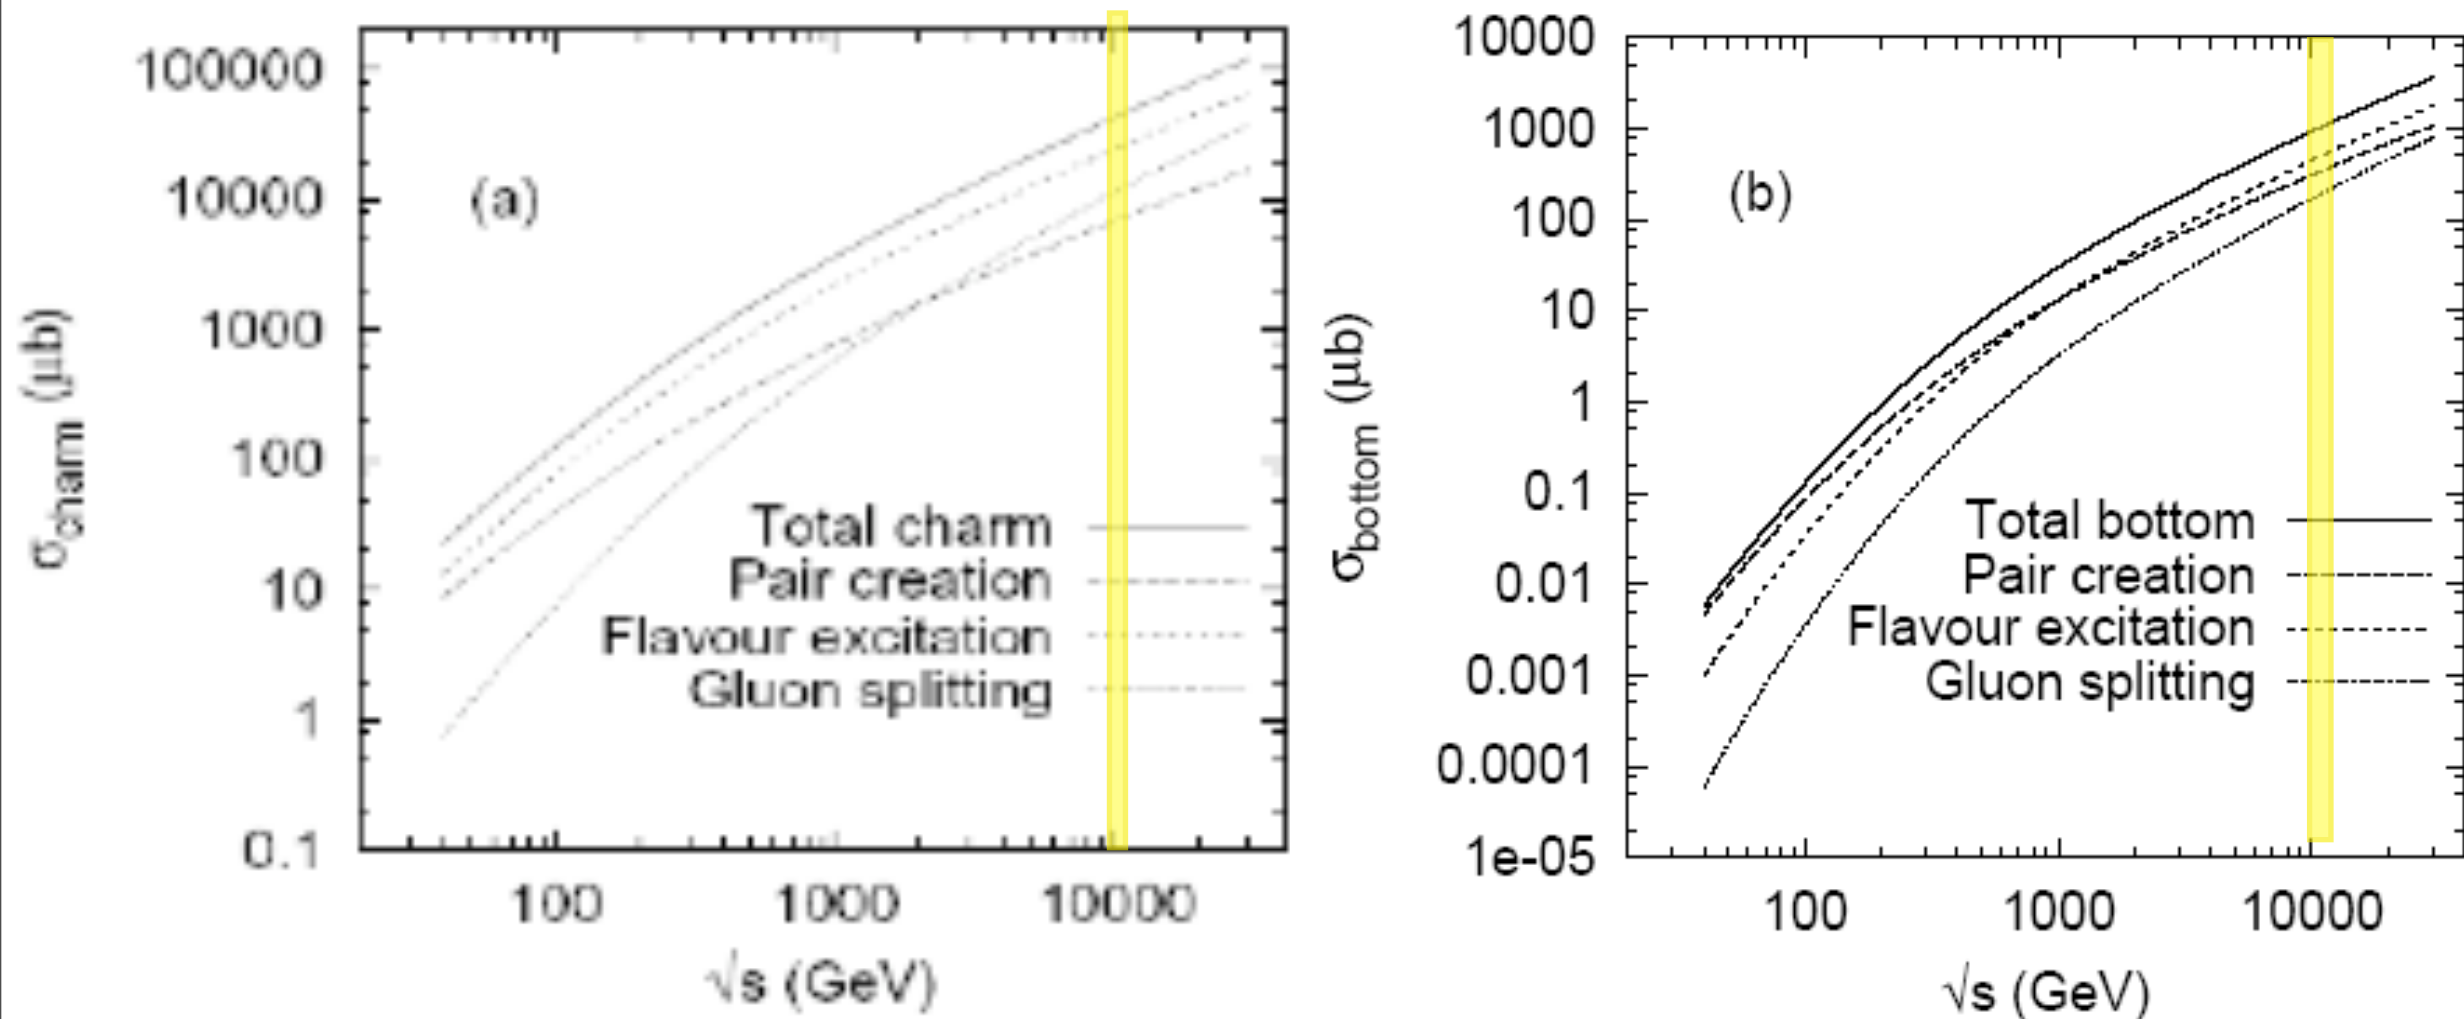 100000
10000
1000
100
10
1
0.1
σcharm (μb)
(a)
Total charm
Pair creation
Flavour excitation
Gluon splitting
100 1000 10000
√s (GeV)
10000
1000
100
10
1
0.1
0.01
0.001
0.0001
1e-05
σbottom (μb)
(b)
Total bottom
Pair creation
Flavour excitation
Gluon splitting
100 1000 10000
√s (GeV)